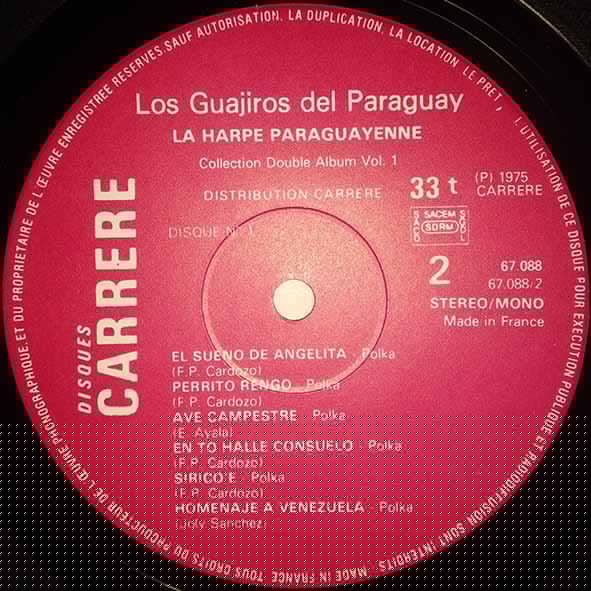 TOUS DROITS DU PRODUCTEUR DE L'ŒUVRE PHONOGRAPHIQUE.ET DU PROPRIETAIRE DE L'ŒUVRE ENREGISTREE RESERVES.SAUF AUTORISATION. LA DUPLICATION, LA LOCATION, LE PRET, L'UTILISATION DE CE DISQUE POUR EXECUTION PUBLIQUE ET RADIODIFFUSION SONT INTERDITS. MADE IN FRANCE.
Los Guajiros del Paraguay
LA HARPE PARAGUAYENNE
Collection Double Album Vol. 1
DISTRIBUTION CARRERE
33 t
(P) 1975
CARRERE
SACEM
SDRM
SACD
SGDL
DISQUE N° 1
2
67.088
67.088/2
STEREO/MONO
Made in France
DISQUES
CARRERE
EL SUENO DE ANGELITA - Polka
(F.P. Cardozo)
PERRITO RENGO - Polka
(F.P. Cardozo)
AVE CAMPESTRE - Polka
(E. Ayala)
EN TO HALLE CONSUELO - Polka
(F.P. Cardozo)
SIRICO'E - Polka
(F.P. Cardozo)
HOMENAJE A VENEZUELA - Polka
(Joly Sanchez)